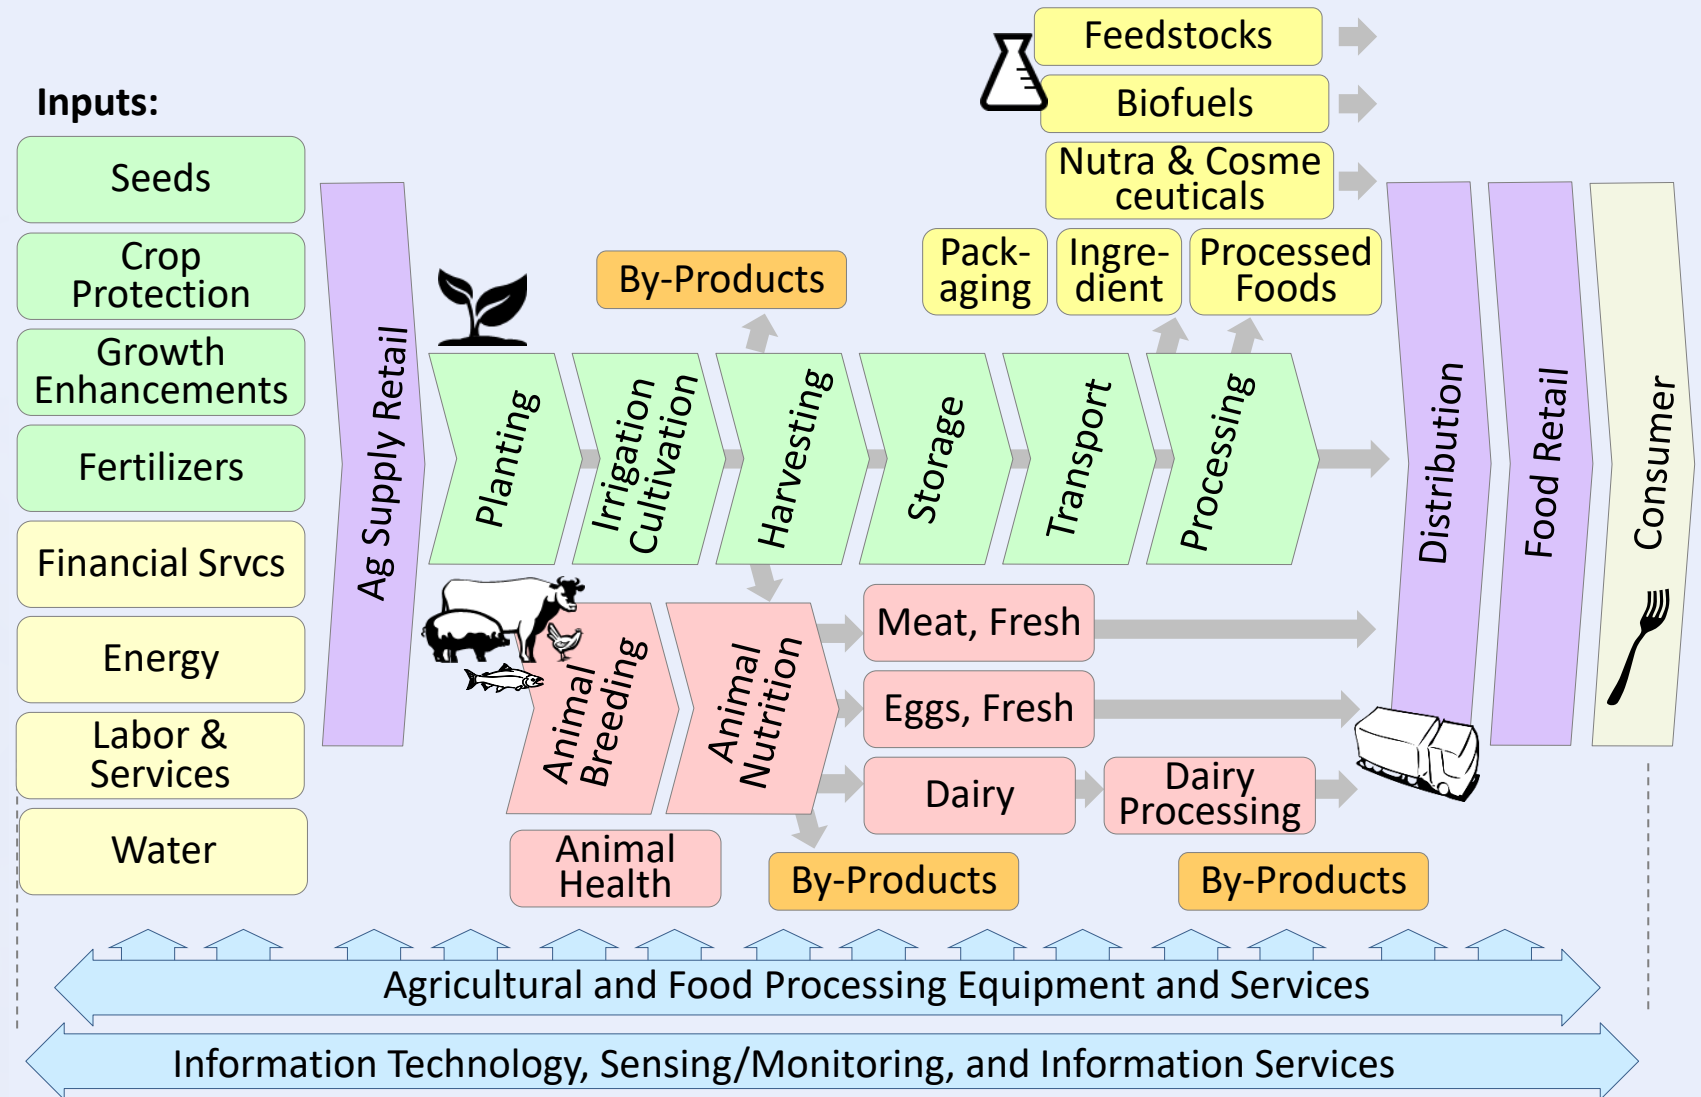 Inputs:
Seeds
Crop
Protection
Growth
Enhancements
Fertilizers
Financial Srvcs
Energy
Labor &
Services
Water
Ag Supply Retail
Planting
Irrigation
Cultivation
Harvesting
Storage
Transport
Processing
By-Products
Feedstocks
Biofuels
Nutra & Cosme
ceuticals
Pack-
aging
Ingre-
dient
Processed
Foods
Animal
Breeding
Animal
Nutrition
Animal
Health
Meat, Fresh
Eggs, Fresh
Dairy
Dairy
Processing
By-Products
By-Products
Distribution
Food Retail
Consumer
Agricultural and Food Processing Equipment and Services
Information Technology, Sensing/Monitoring, and Information Services